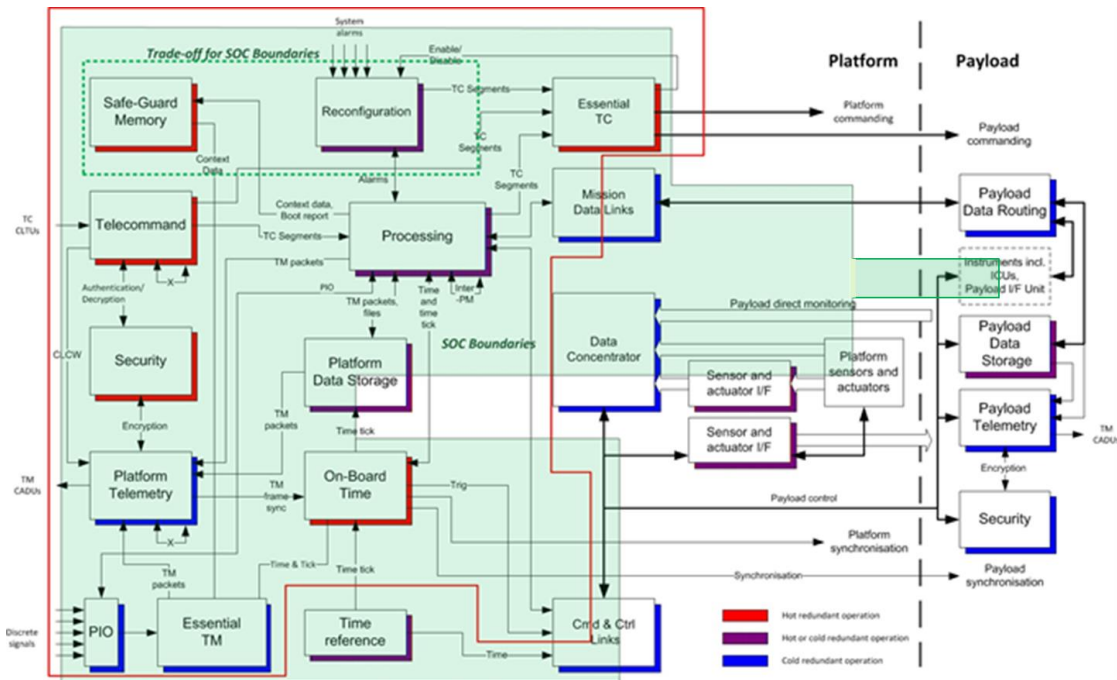 System
alarms
Trade-off for SOC Boundaries
Enable/
Disable
Platform
Payload
Safe-Guard
Memory
Reconfiguration
TC Segments
Essential
TC
Platform
commanding
TC
Segments
Payload
commanding
Context
Data
Alarms
TC
Segments
Mission
Data Links
Payload
Data Routing
TC
CLTUs
Telecommand
Context data,
Boot report
TC Segments
Processing
TM packets
X
Instruments incl.
ICUs,
Payload I/F Unit
Authentication/
Decryption
PIO
TM packets,
files
Time
and
time
tick
Inter
-PM
Payload direct monitoring
SOC Boundaries
Security
CLCW
Platform
Data Storage
Data
Concentrator
Sensor and
actuator I/F
Platform
sensors and
actuators
Payload
Data
Storage
Encryption
TM
packets
Time tick
Sensor and
actuator I/F
Payload
Telemetry
TM
CADUs
TM
CADUs
Platform
Telemetry
TM
frame
sync
On-Board
Time
Trig
Encryption
Payload control
Security
X
Platform
synchronisation
Time & Tick
Time tick
TM
packets
Synchronisation
Payload
synchronisation
Discrete
signals
PIO
Essential
TM
Time
reference
Time
Cmd & Ctrl
Links
Hot redundant operation
Hot or cold redundant operation
Cold redundant operation